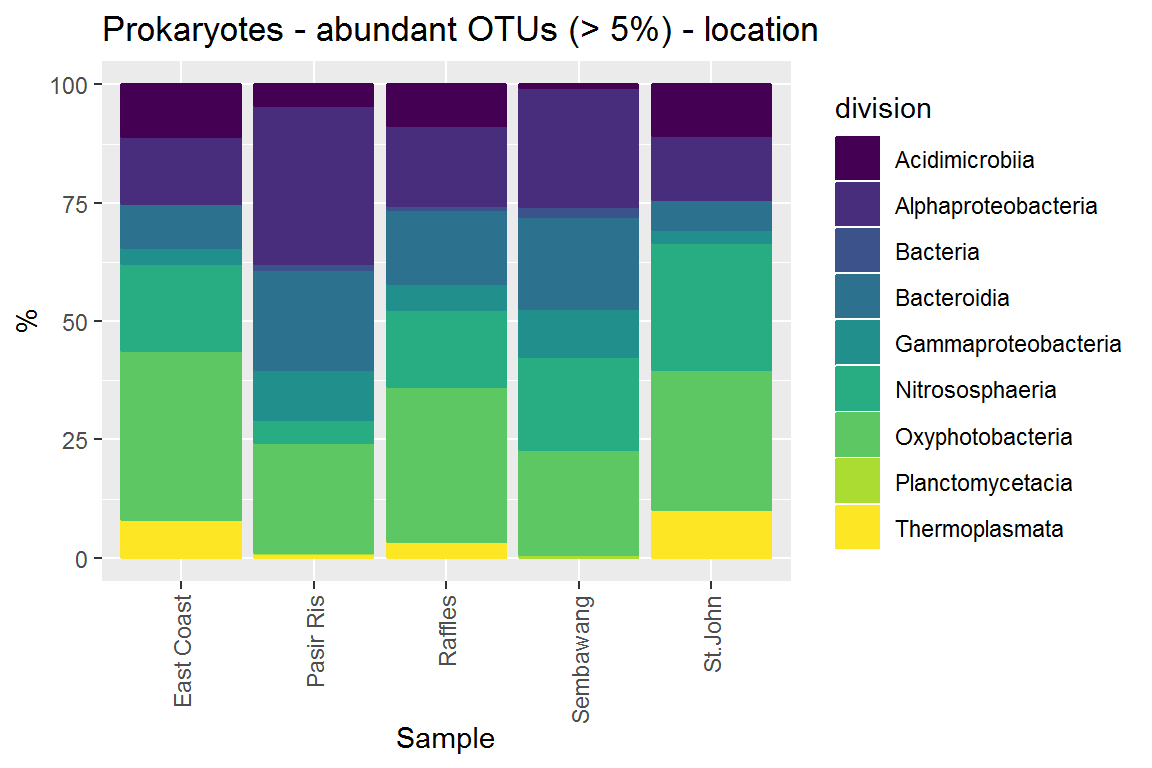 Prokaryotes - abundant OTUs (> 5%) - location
%
100
75
50
25
0
East Coast
Pasir Ris
Raffles
Sembawang
St.John
Sample
division
Acidimicrobiia
Alphaproteobacteria
Bacteria
Bacteroidia
Gammaproteobacteria
Nitrososphaeria
Oxyphotobacteria
Planctomycetacia
Thermoplasmata